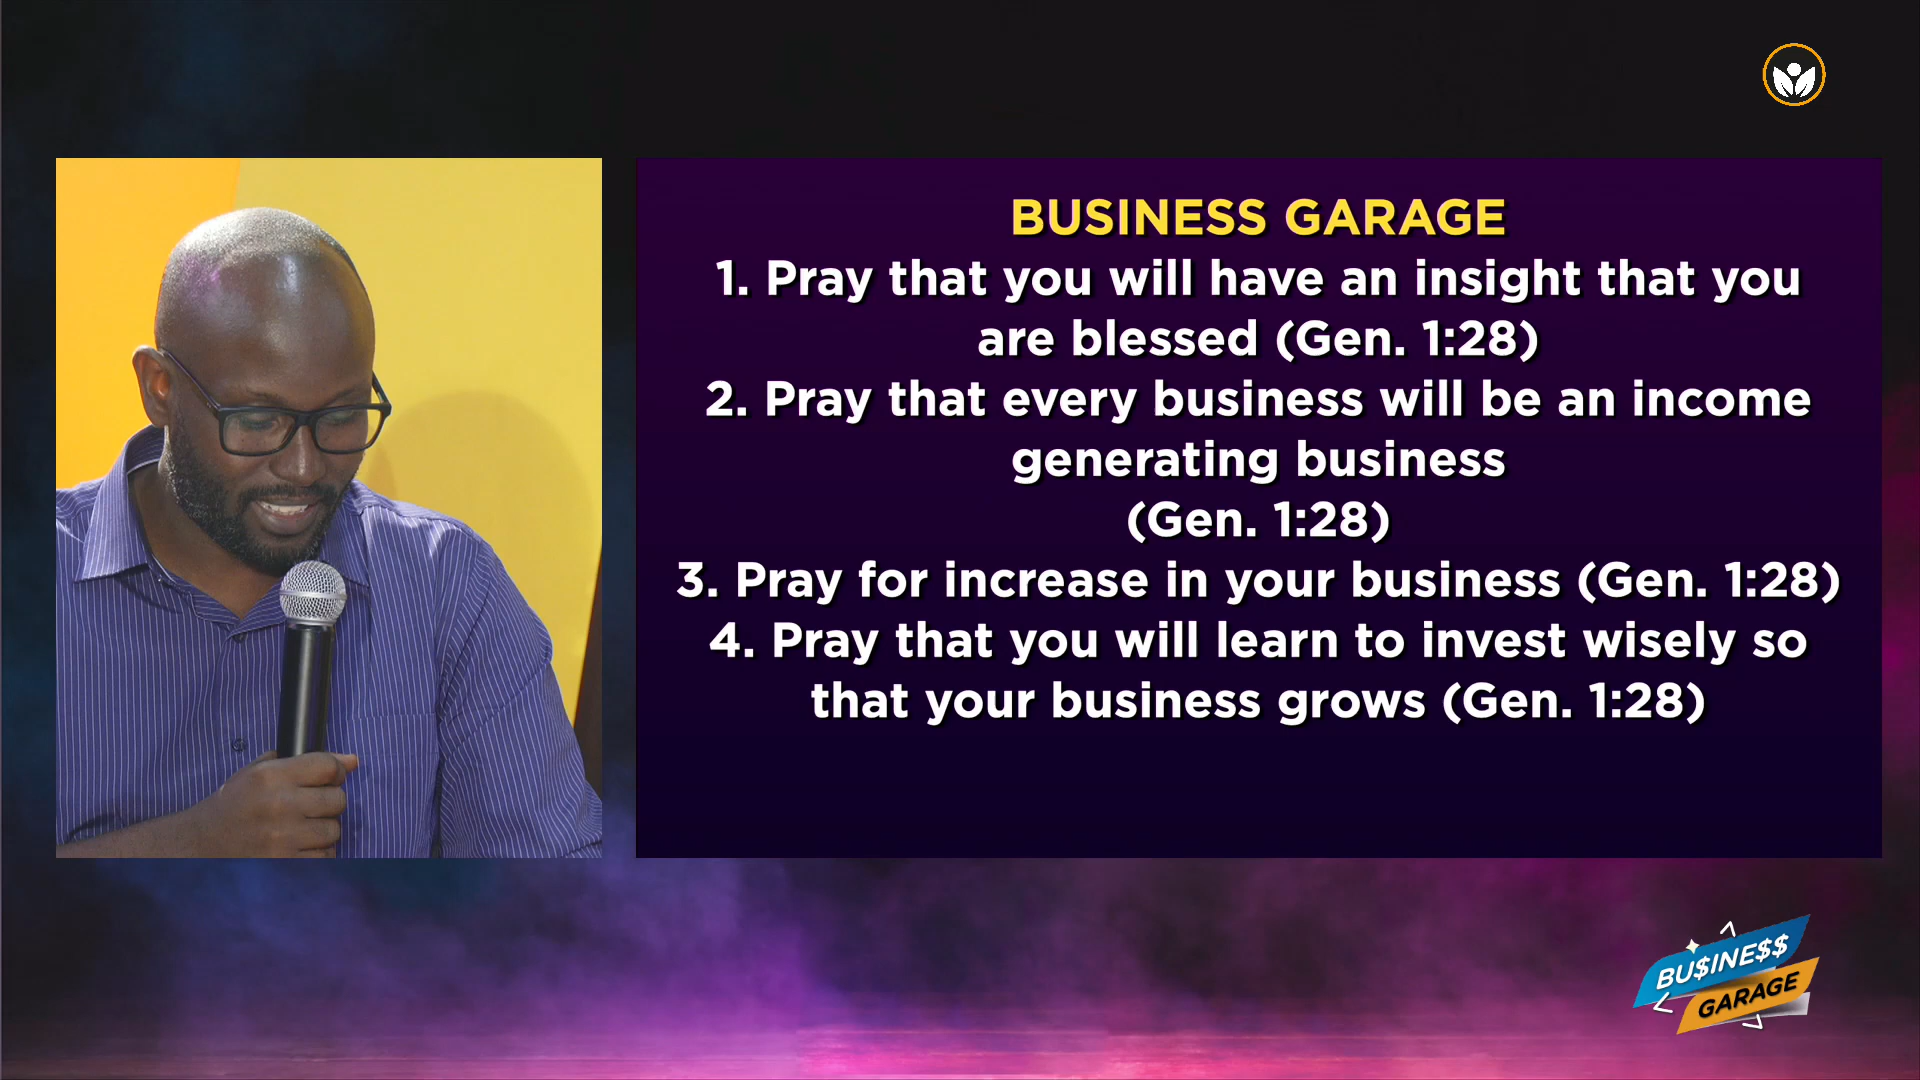 BUSINESS GARAGE
1. Pray that you will have an insight that you
are blessed (Gen. 1:28)
2. Pray that every business will be an income
generating business
(Gen. 1:28)
3. Pray for increase in your business (Gen. 1:28)
4. Pray that you will learn to invest wisely so
that your business grows (Gen. 1:28)
BU$INE$$
GARAGE